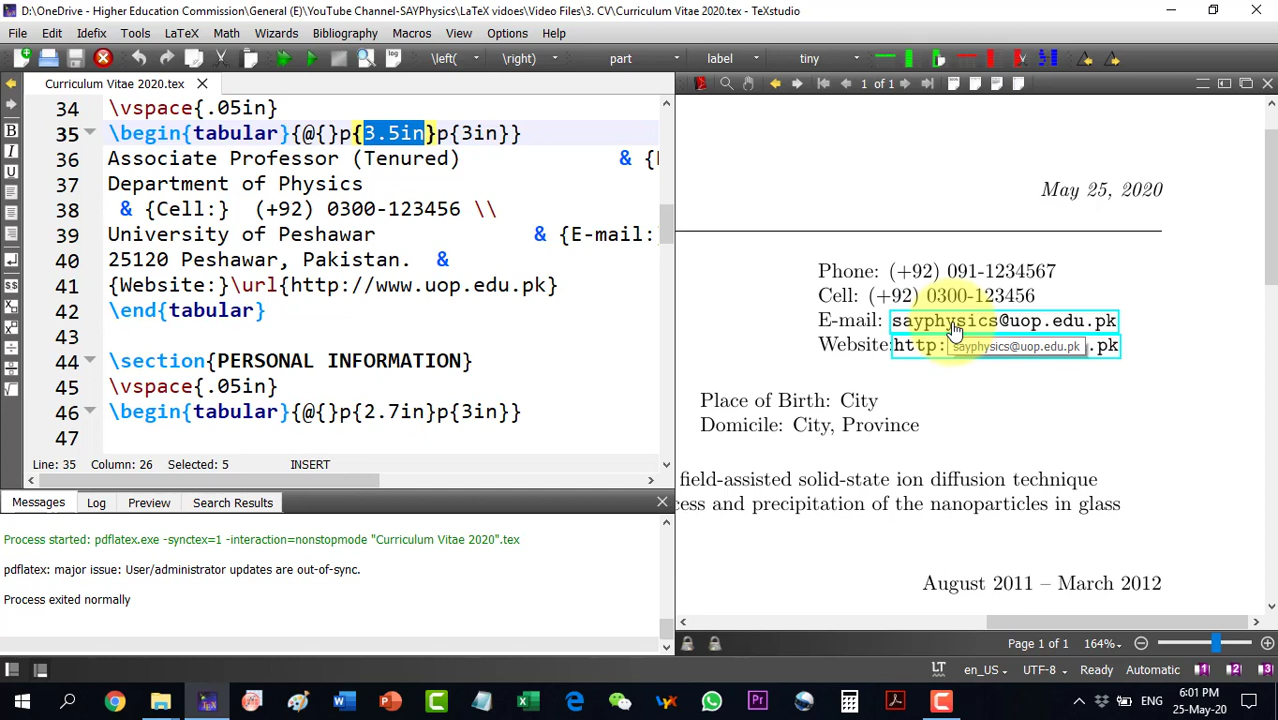 D:\OneDrive - Higher Education Commission\General (E)\YouTube Channel-SAYPhysics\LaTeX vidoes\Video Files\3. CV\Curriculum Vitae 2020.tex - TeXstudio
File Edit Idefix Tools LaTeX Math Wizards Bibliography Macros View Options Help
\left( \right) part label tiny
Curriculum Vitae 2020.tex
1 of 1
34 \vspace{.05in}
35 \begin{tabular}{@{}p{3.5in}p{3in}}
36 Associate Professor (Tenured) & {
37 Department of Physics
38 & {Cell:} (+92) 0300-123456 \\
39 University of Peshawar & {E-mail:
40 25120 Peshawar, Pakistan. &
41 {Website:}\url{http://www.uop.edu.pk}
42 \end{tabular}
43
44 \section{PERSONAL INFORMATION}
45 \vspace{.05in}
46 \begin{tabular}{@{}p{2.7in}p{3in}}
47
Line: 35 Column: 26 Selected: 5 INSERT
Messages Log Preview Search Results
Process started: pdflatex.exe -synctex=1 -interaction=nonstopmode "Curriculum Vitae 2020".tex
pdflatex: major issue: User/administrator updates are out-of-sync.
Process exited normally
May 25, 2020
Phone: (+92) 091-1234567
Cell: (+92) 0300-123456
E-mail: sayphysics@uop.edu.pk
Website: http: .pk
sayphysics@uop.edu.pk
Place of Birth: City
Domicile: City, Province
field-assisted solid-state ion diffusion technique
cess and precipitation of the nanoparticles in glass
August 2011 – March 2012
Page 1 of 1 164%
LT en_US UTF-8 Ready Automatic 1 2 3
ENG 6:01 PM
25-May-20